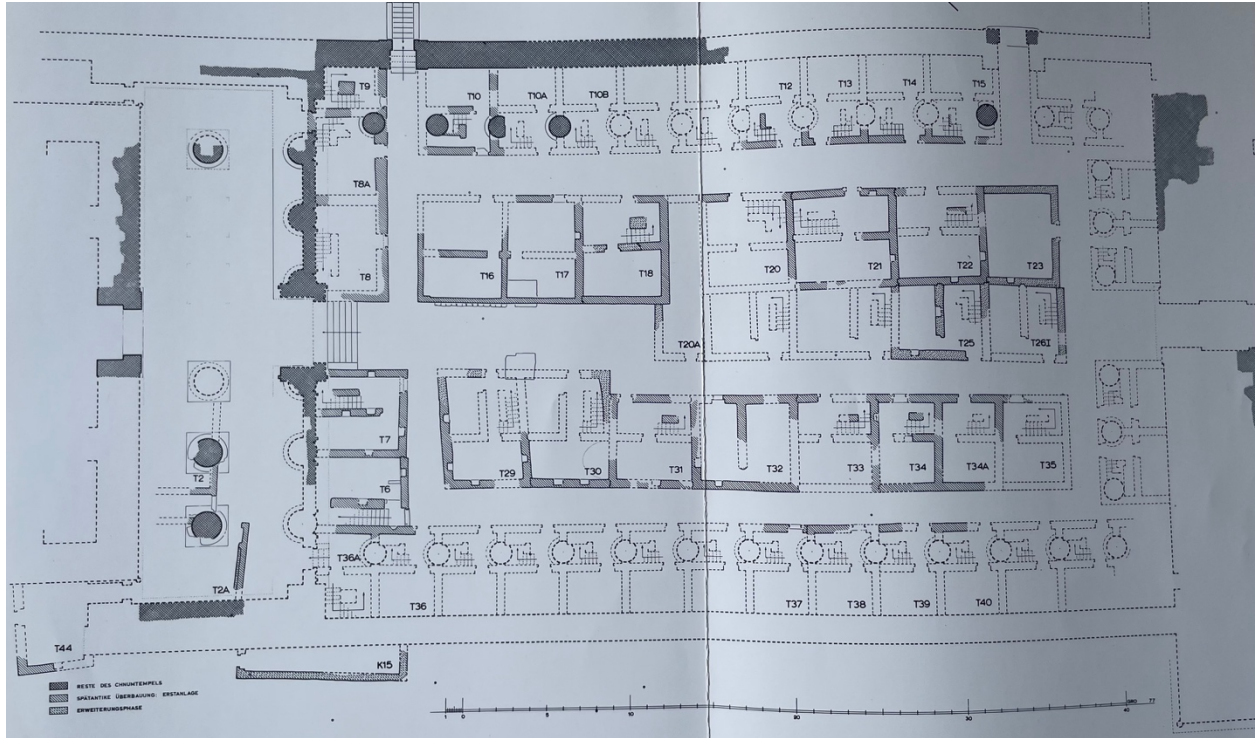 T9
T10
T10A
T10B
T12
T13
T14
T15
T8A
T8
T16
T17
T18
T20
T21
T22
T23
T20A
T25
T26I
T7
T29
T30
T31
T32
T33
T34
T34A
T35
T2
T6
T36A
T2A
T36
T37
T38
T39
T40
T44
K15
RESTE DES CHNUMTEMPELS
SPÄTANTIKE ÜBERBAUUNG: ERSTANLAGE
ERWEITERUNGSPHASE
1 0 10 20 30 40
77